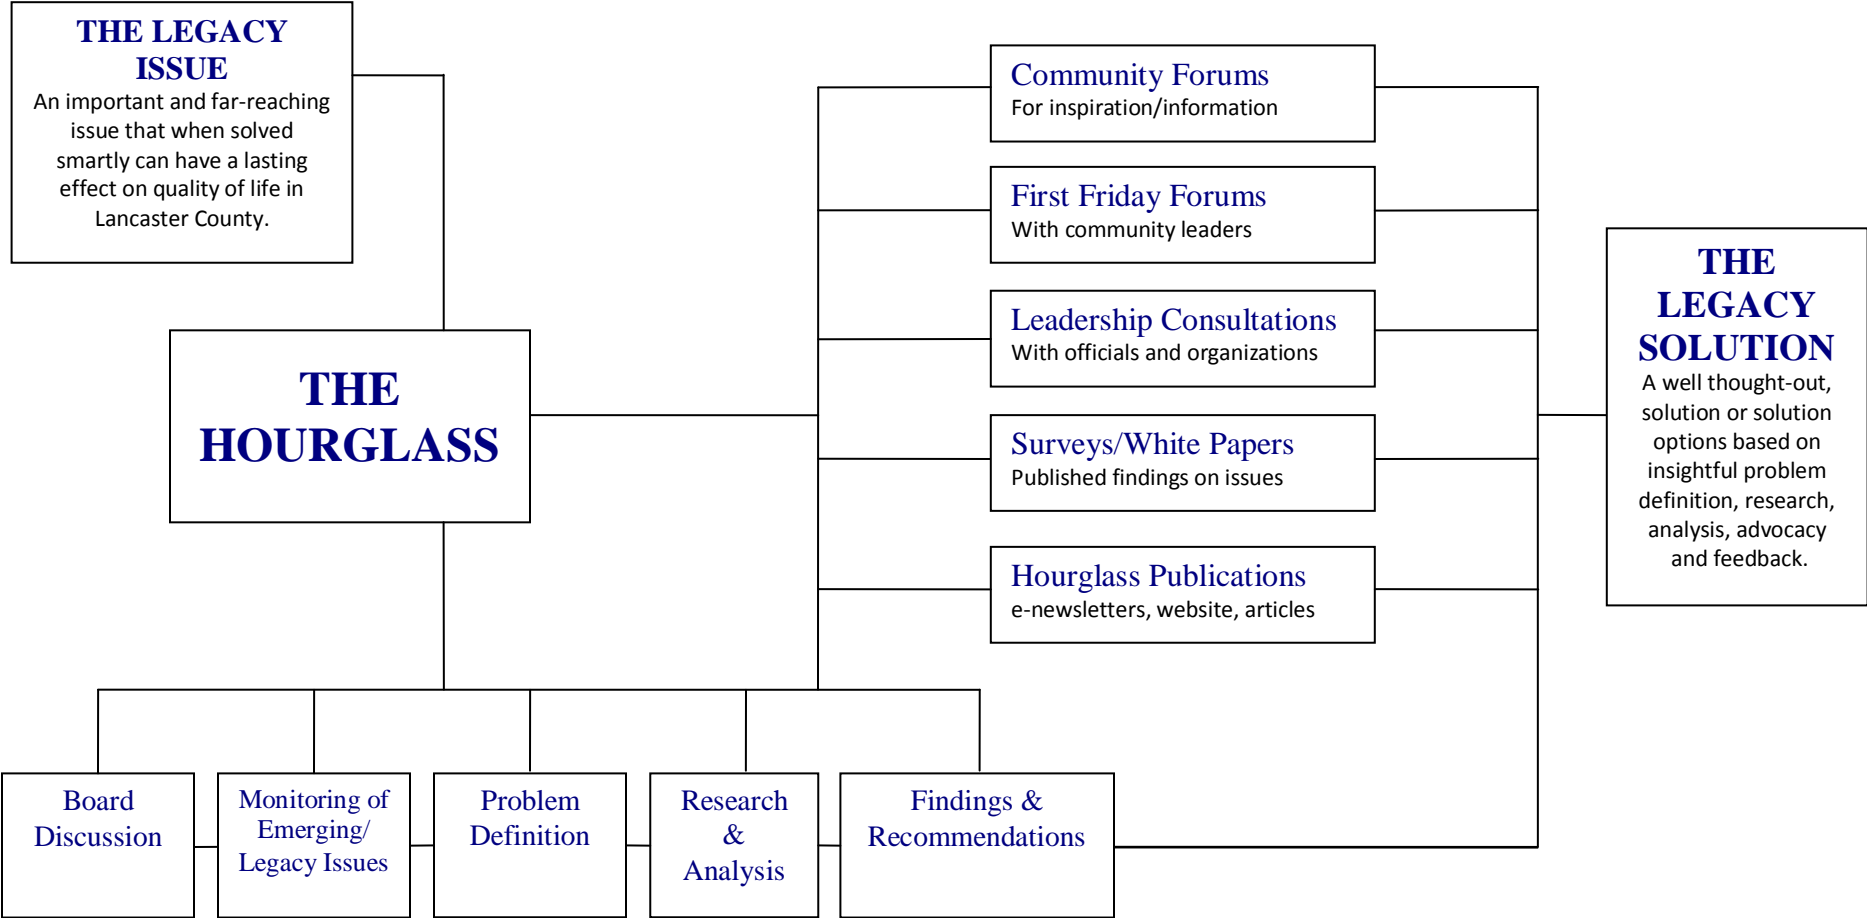 THE LEGACY
ISSUE
An important and far-reaching
issue that when solved
smartly can have a lasting
effect on quality of life in
Lancaster County.
THE
HOURGLASS
Community Forums
For inspiration/information
First Friday Forums
With community leaders
Leadership Consultations
With officials and organizations
Surveys/White Papers
Published findings on issues
Hourglass Publications
e-newsletters, website, articles
THE
LEGACY
SOLUTION
A well thought-out,
solution or solution
options based on
insightful problem
definition, research,
analysis, advocacy
and feedback.
Board
Discussion
Monitoring of
Emerging/
Legacy Issues
Problem
Definition
Research
&
Analysis
Findings &
Recommendations